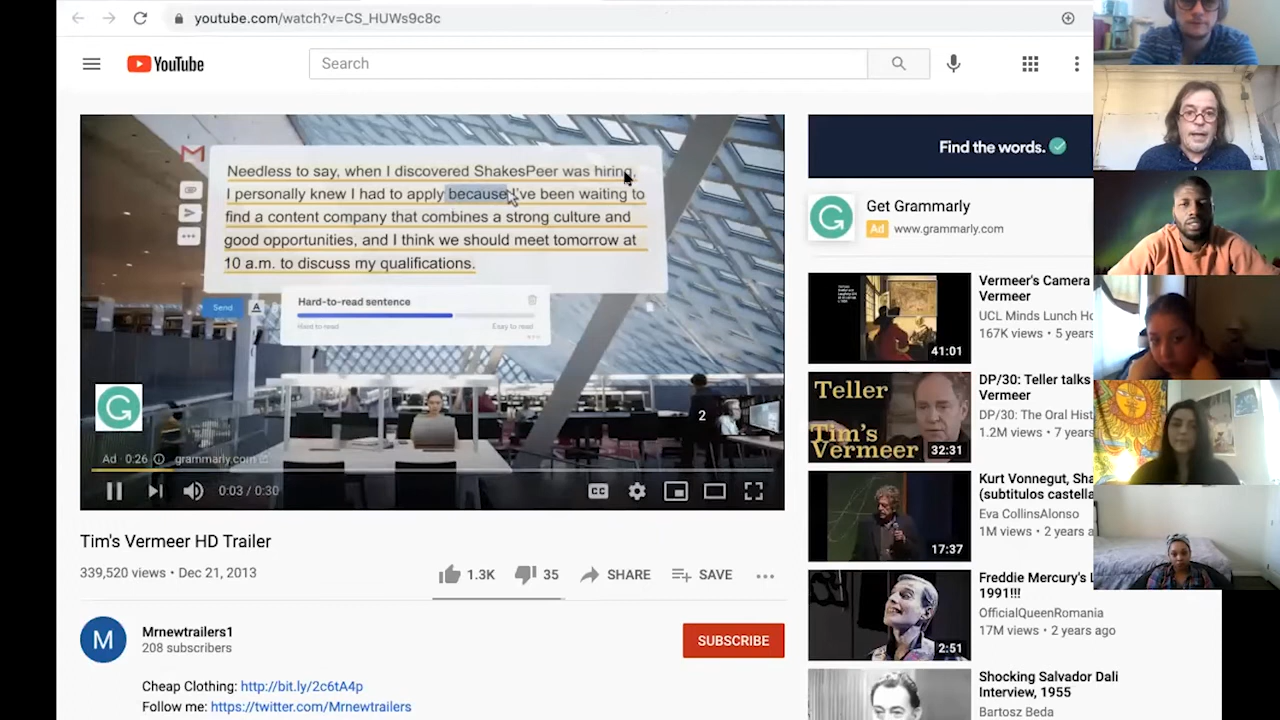 youtube.com/watch?v=CS_HUWs9c8c
YouTube
Search
Needless to say, when I discovered ShakesPeer was hiring,
I personally knew I had to apply because I've been waiting to
find a content company that combines a strong culture and
good opportunities, and I think we should meet tomorrow at
10 a.m. to discuss my qualifications.
Send
A
Hard-to-read sentence
Hard to read
Easy to read
G
2
Ad · 0:26
grammarly.com
0:03 / 0:30
CC
Tim's Vermeer HD Trailer
339,520 views • Dec 21, 2013
1.3K
35
SHARE
SAVE
M
Mrnewtrailers1
208 subscribers
SUBSCRIBE
Cheap Clothing: http://bit.ly/2c6tA4p
Follow me: https://twitter.com/Mrnewtrailers
Find the words.
G
Get Grammarly
Ad www.grammarly.com
41:01
Vermeer's Camera
Vermeer
UCL Minds Lunch Ho
167K views • 5 years
Teller
Tim's
Vermeer
32:31
DP/30: Teller talks
Vermeer
DP/30: The Oral Hist
1.2M views • 7 years
17:37
Kurt Vonnegut, Sha
(subtitulos castella
Eva CollinsAlonso
1M views • 2 years a
2:51
Freddie Mercury's L
1991!!!
OfficialQueenRomania
17M views • 2 years ago
Shocking Salvador Dali
Interview, 1955
Bartosz Beda